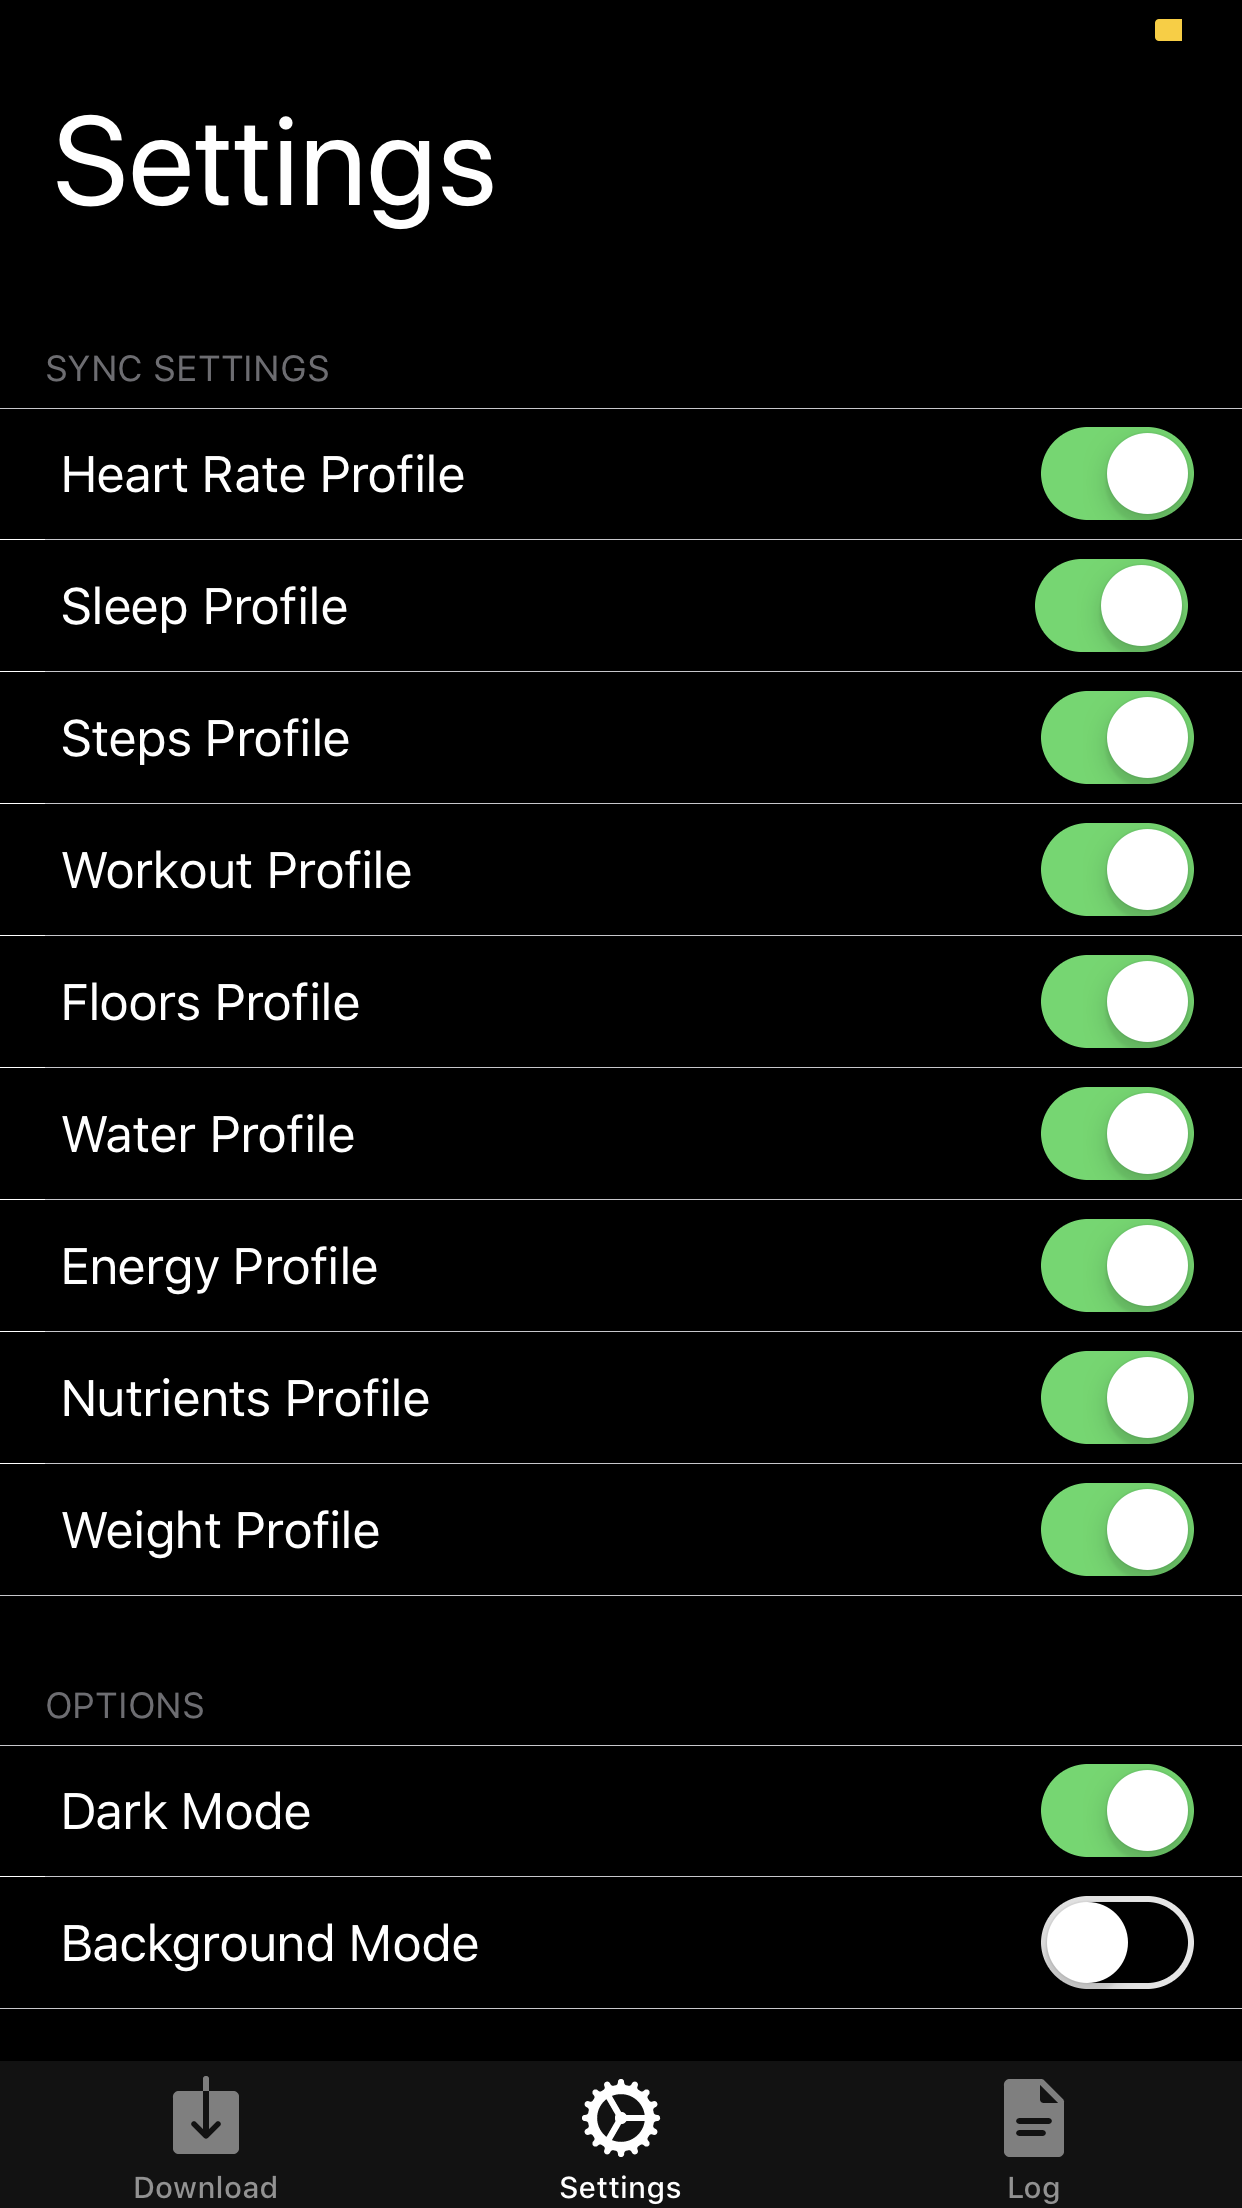 Settings
SYNC SETTINGS
Heart Rate Profile
Sleep Profile
Steps Profile
Workout Profile
Floors Profile
Water Profile
Energy Profile
Nutrients Profile
Weight Profile
OPTIONS
Dark Mode
Background Mode
Download
Settings
Log